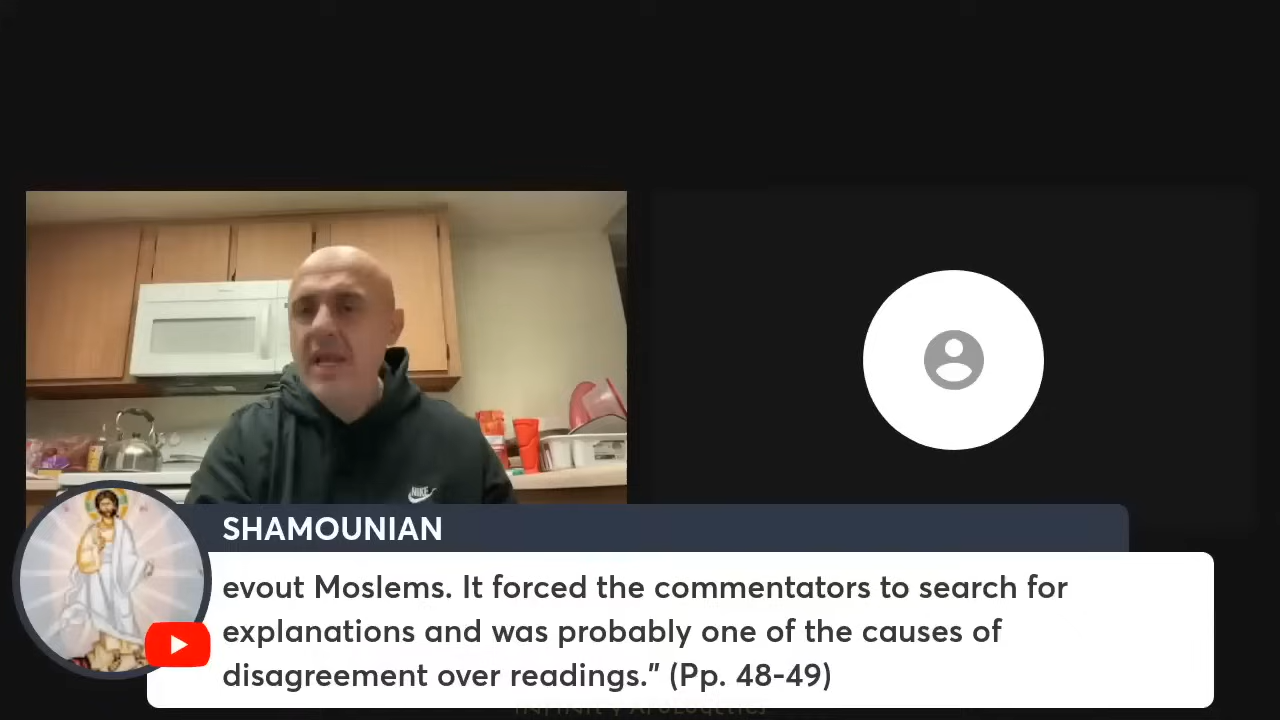 NIKE
SHAMOUNIAN
evout Moslems. It forced the commentators to search for
explanations and was probably one of the causes of
disagreement over readings.” (Pp. 48-49)